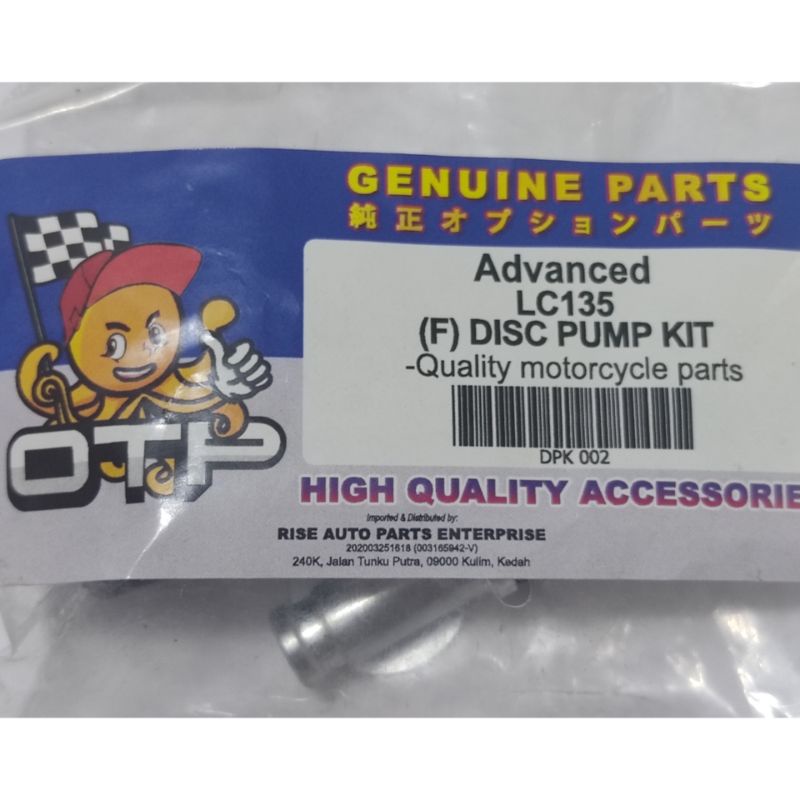 GENUINE PARTS
純正オプションパーツ
Advanced
LC135
(F) DISC PUMP KIT
-Quality motorcycle parts
DPK 002
OTP
HIGH QUALITY ACCESSORIE
Imported & Distributed by:
RISE AUTO PARTS ENTERPRISE
202003251618 (003165942-V)
240K, Jalan Tunku Putra, 09000 Kulim, Kedah